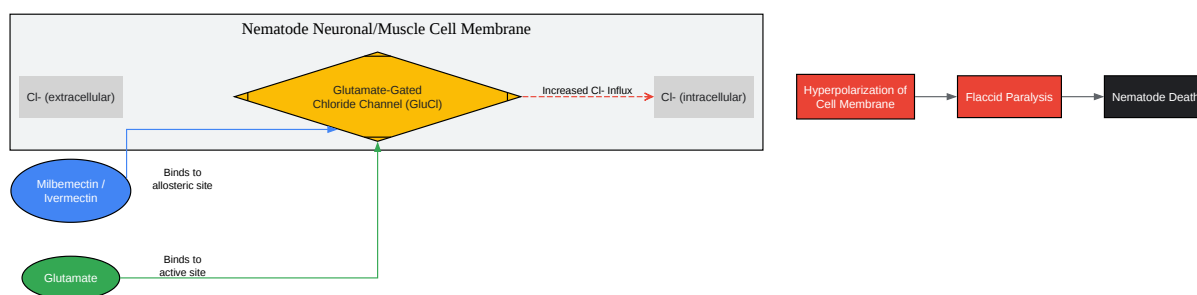 Nematode Neuronal/Muscle Cell Membrane
Cl- (extracellular)
Glutamate-Gated
Chloride Channel (GluCl)
Increased Cl- Influx
Cl- (intracellular)
Hyperpolarization of
Cell Membrane
Flaccid Paralysis
Nematode Death
Milbemectin /
Ivermectin
Binds to
allosteric site
Glutamate
Binds to
active site